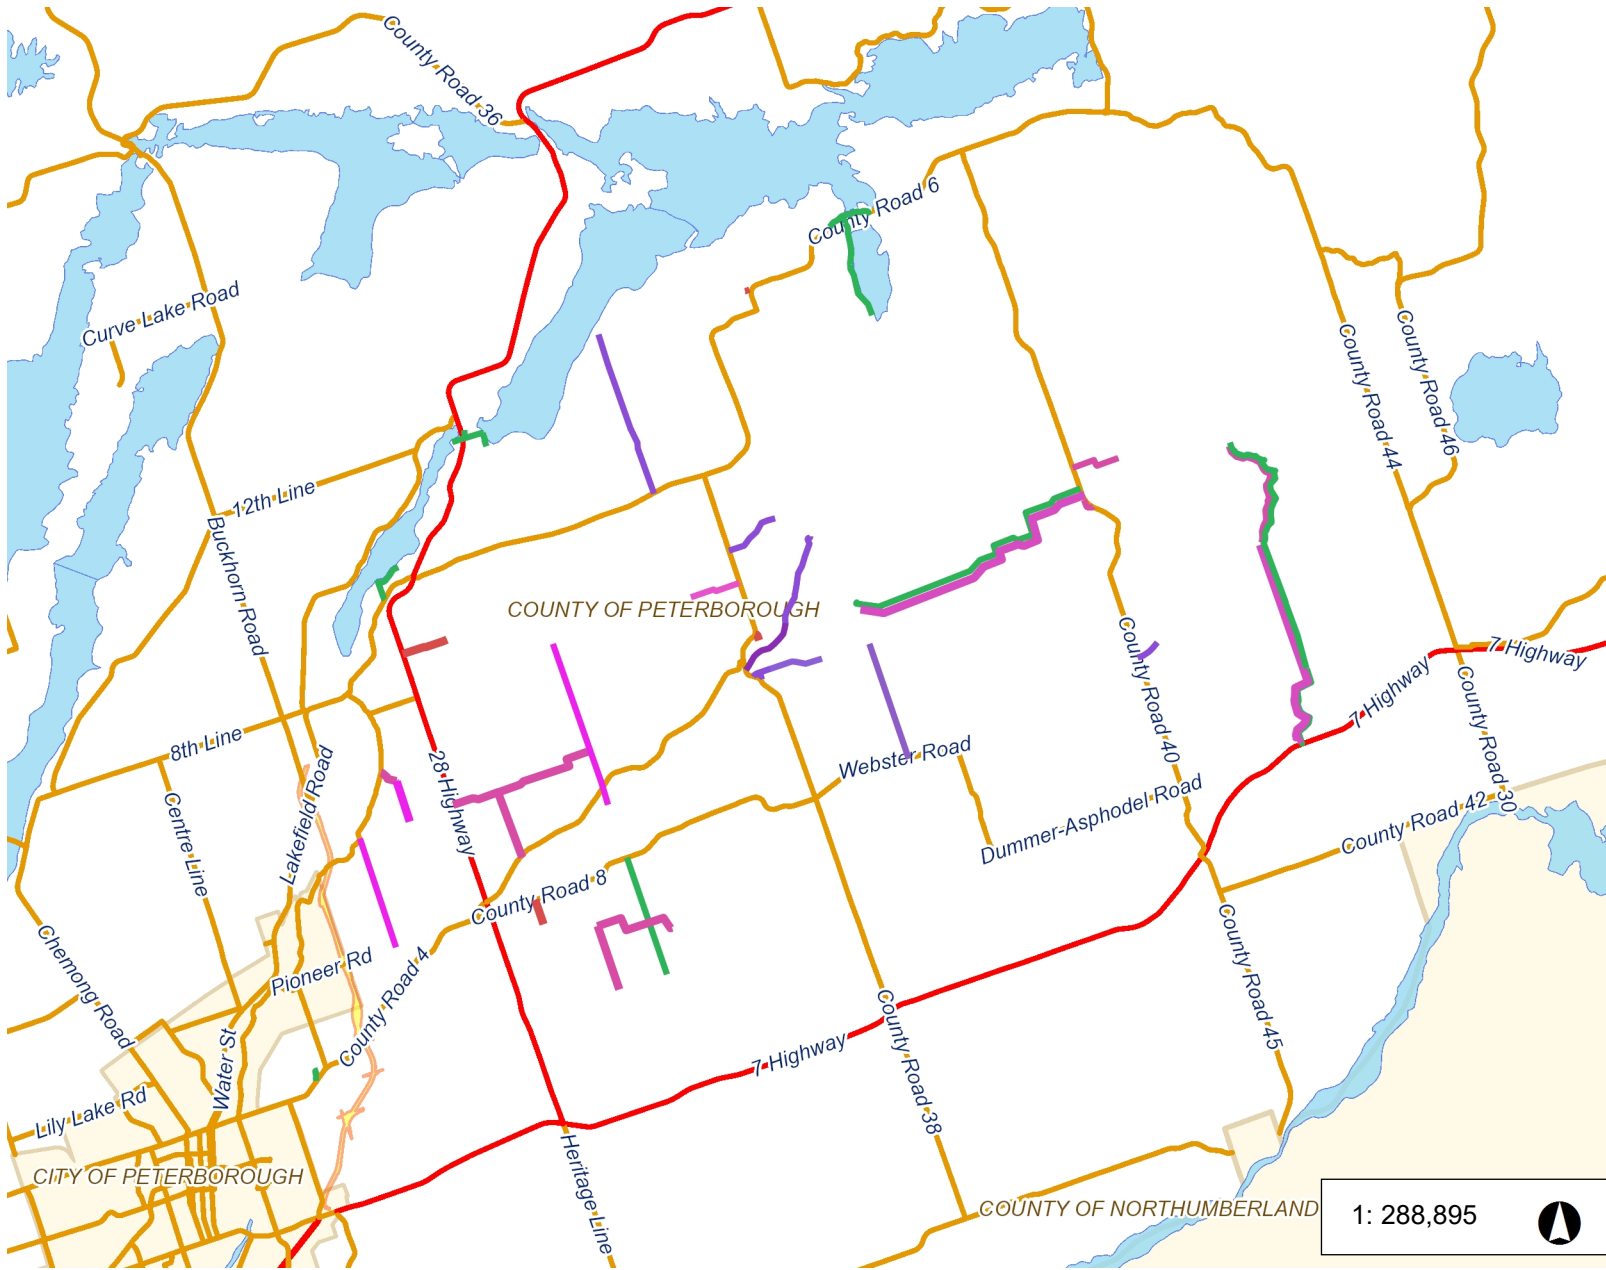 County Road 36
County Road 6
Curve Lake Road
County Road 44
County Road 46
12th Line
Buckhorn Road
COUNTY OF PETERBOROUGH
County Road 40
7 Highway
7 Highway
County Road 30
8th Line
28 Highway
Webster Road
Lakefield Road
Centre Line
Dummer-Asphodel Road
County Road 42
County Road 8
Chemong Road
Pioneer Rd
County Road 4
County Road 45
Water St
7 Highway
County Road 38
Lily Lake Rd
CITY OF PETERBOROUGH
Heritage Line
COUNTY OF NORTHUMBERLAND
1: 288,895